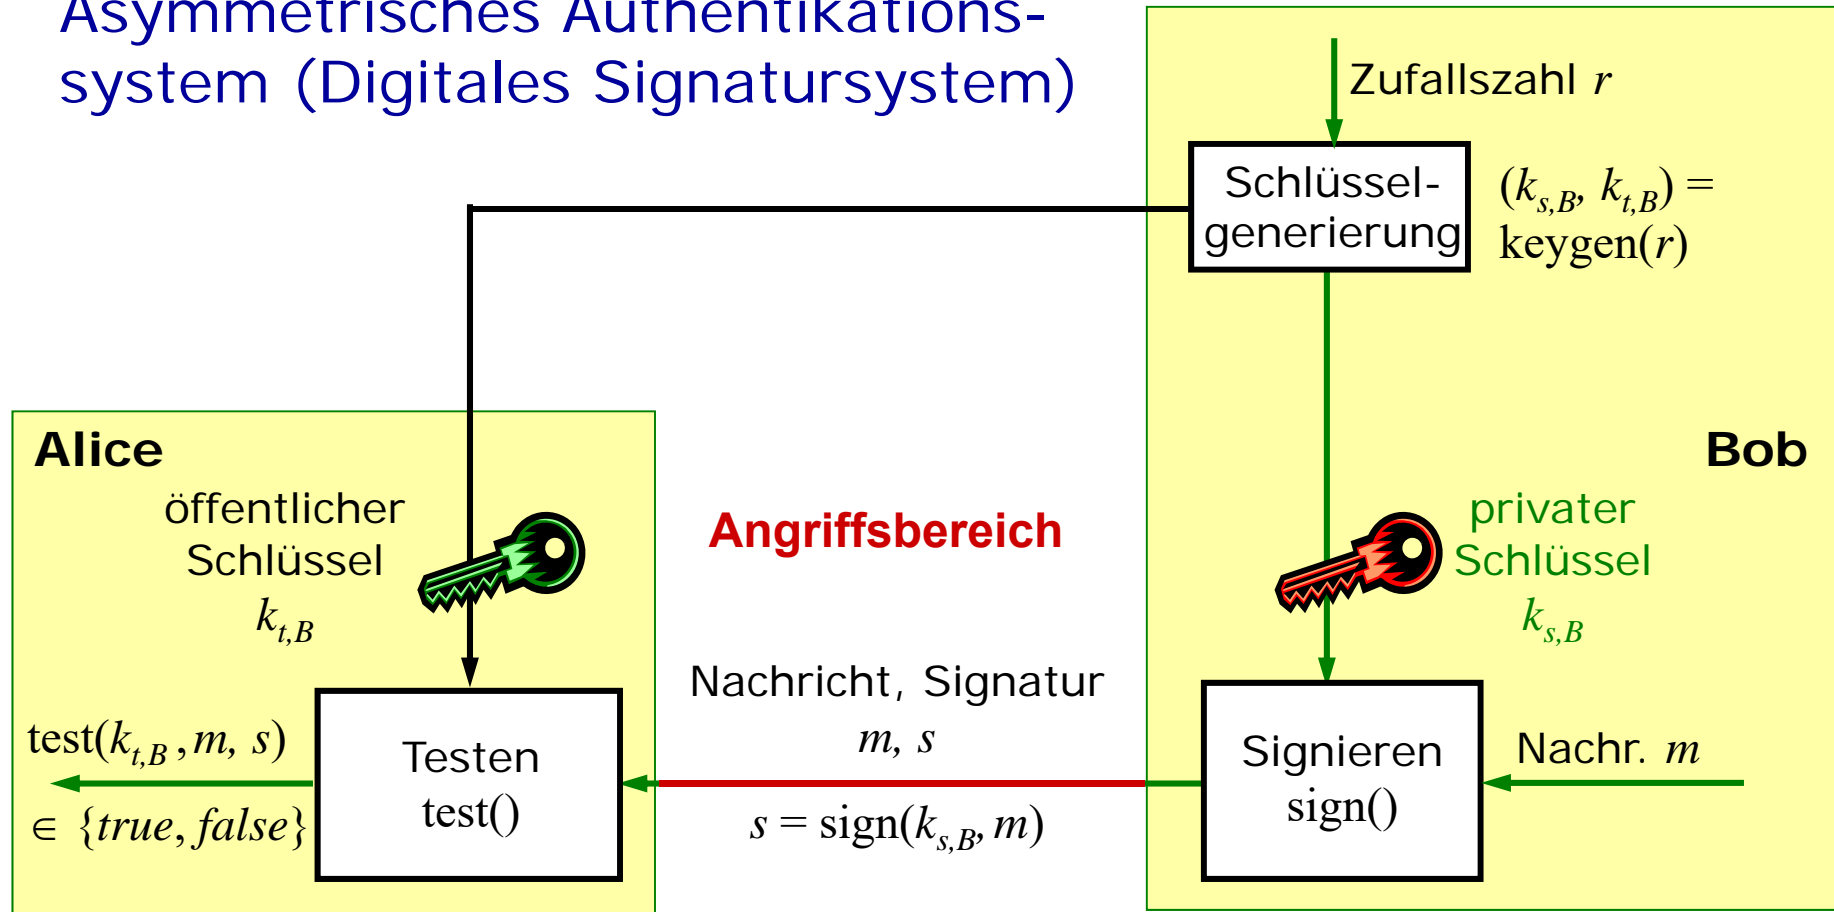 Asymmetrisches Authentikations-
system (Digitales Signatursystem)
Zufallszahl r
Schlüssel-
generierung
(k_{s,B}, k_{t,B}) =
keygen(r)
Alice
Bob
öffentlicher
Schlüssel
k_{t,B}
Angriffsbereich
privater
Schlüssel
k_{s,B}
Nachricht, Signatur
m, s
s = sign(k_{s,B}, m)
test(k_{t,B}, m, s)
∈ {true, false}
Testen
test()
Signieren
sign()
Nachr. m